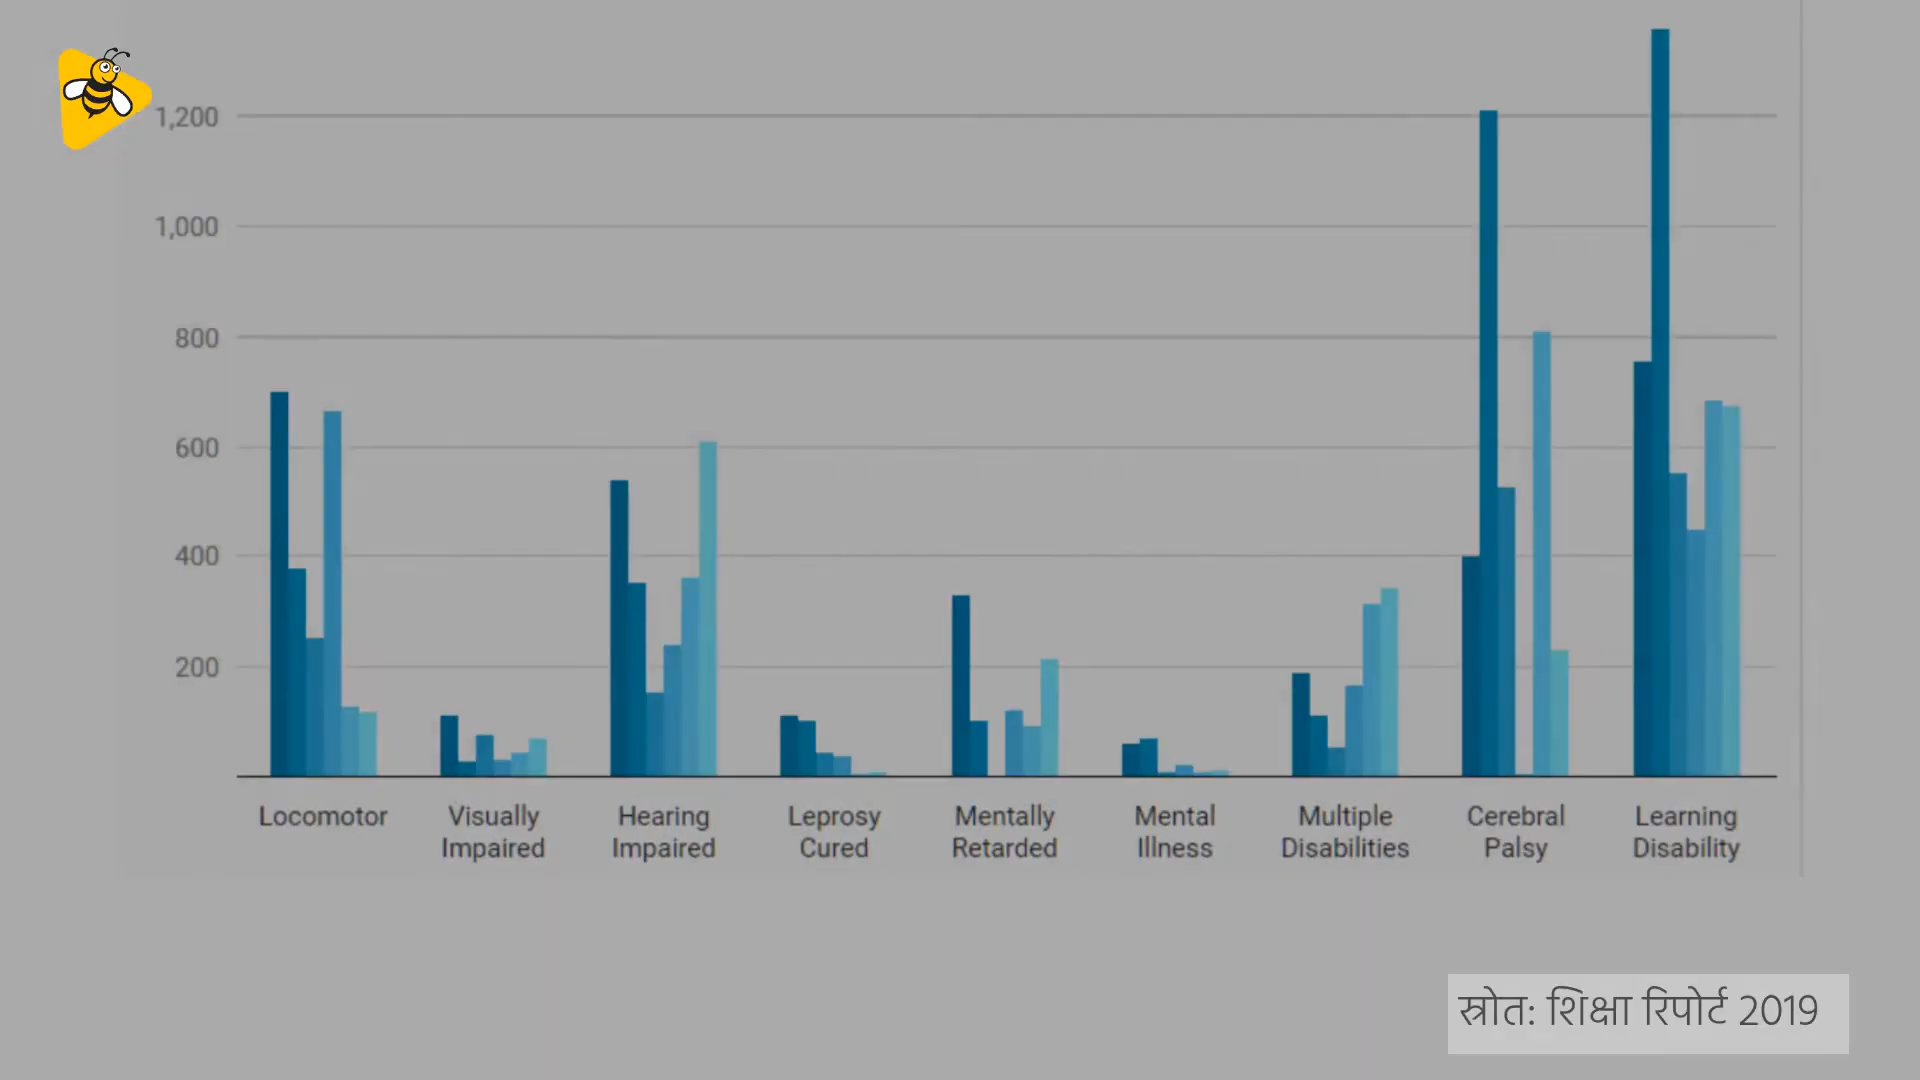 1,200
1,000
800
600
400
200
Locomotor
Visually
Impaired
Hearing
Impaired
Leprosy
Cured
Mentally
Retarded
Mental
Illness
Multiple
Disabilities
Cerebral
Palsy
Learning
Disability
स्रोत: शिक्षा रिपोर्ट 2019